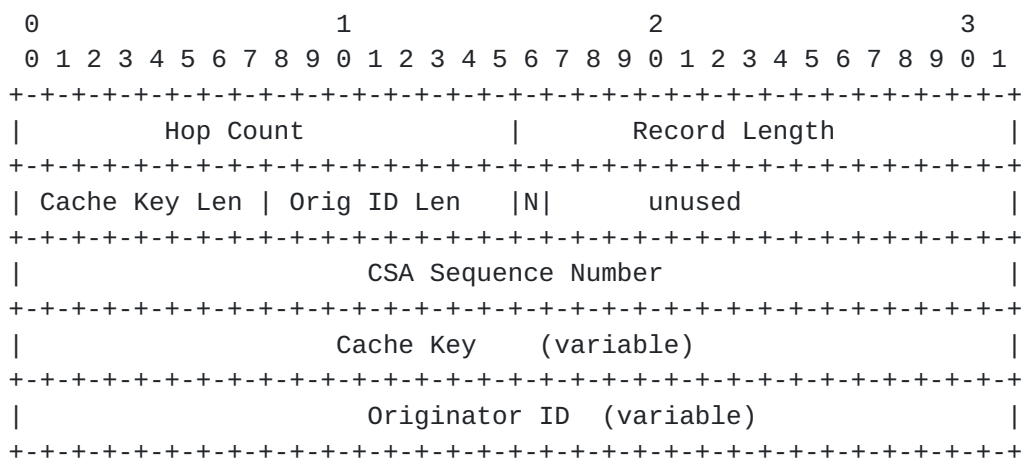 0                   1                   2                   3
 0 1 2 3 4 5 6 7 8 9 0 1 2 3 4 5 6 7 8 9 0 1 2 3 4 5 6 7 8 9 0 1
+-+-+-+-+-+-+-+-+-+-+-+-+-+-+-+-+-+-+-+-+-+-+-+-+-+-+-+-+-+-+-+-+
|         Hop Count             |       Record Length           |
+-+-+-+-+-+-+-+-+-+-+-+-+-+-+-+-+-+-+-+-+-+-+-+-+-+-+-+-+-+-+-+-+
| Cache Key Len | Orig ID Len   |N|      unused                 |
+-+-+-+-+-+-+-+-+-+-+-+-+-+-+-+-+-+-+-+-+-+-+-+-+-+-+-+-+-+-+-+-+
|                      CSA Sequence Number                      |
+-+-+-+-+-+-+-+-+-+-+-+-+-+-+-+-+-+-+-+-+-+-+-+-+-+-+-+-+-+-+-+-+
|                    Cache Key    (variable)                    |
+-+-+-+-+-+-+-+-+-+-+-+-+-+-+-+-+-+-+-+-+-+-+-+-+-+-+-+-+-+-+-+-+
|                      Originator ID  (variable)                |
+-+-+-+-+-+-+-+-+-+-+-+-+-+-+-+-+-+-+-+-+-+-+-+-+-+-+-+-+-+-+-+-+